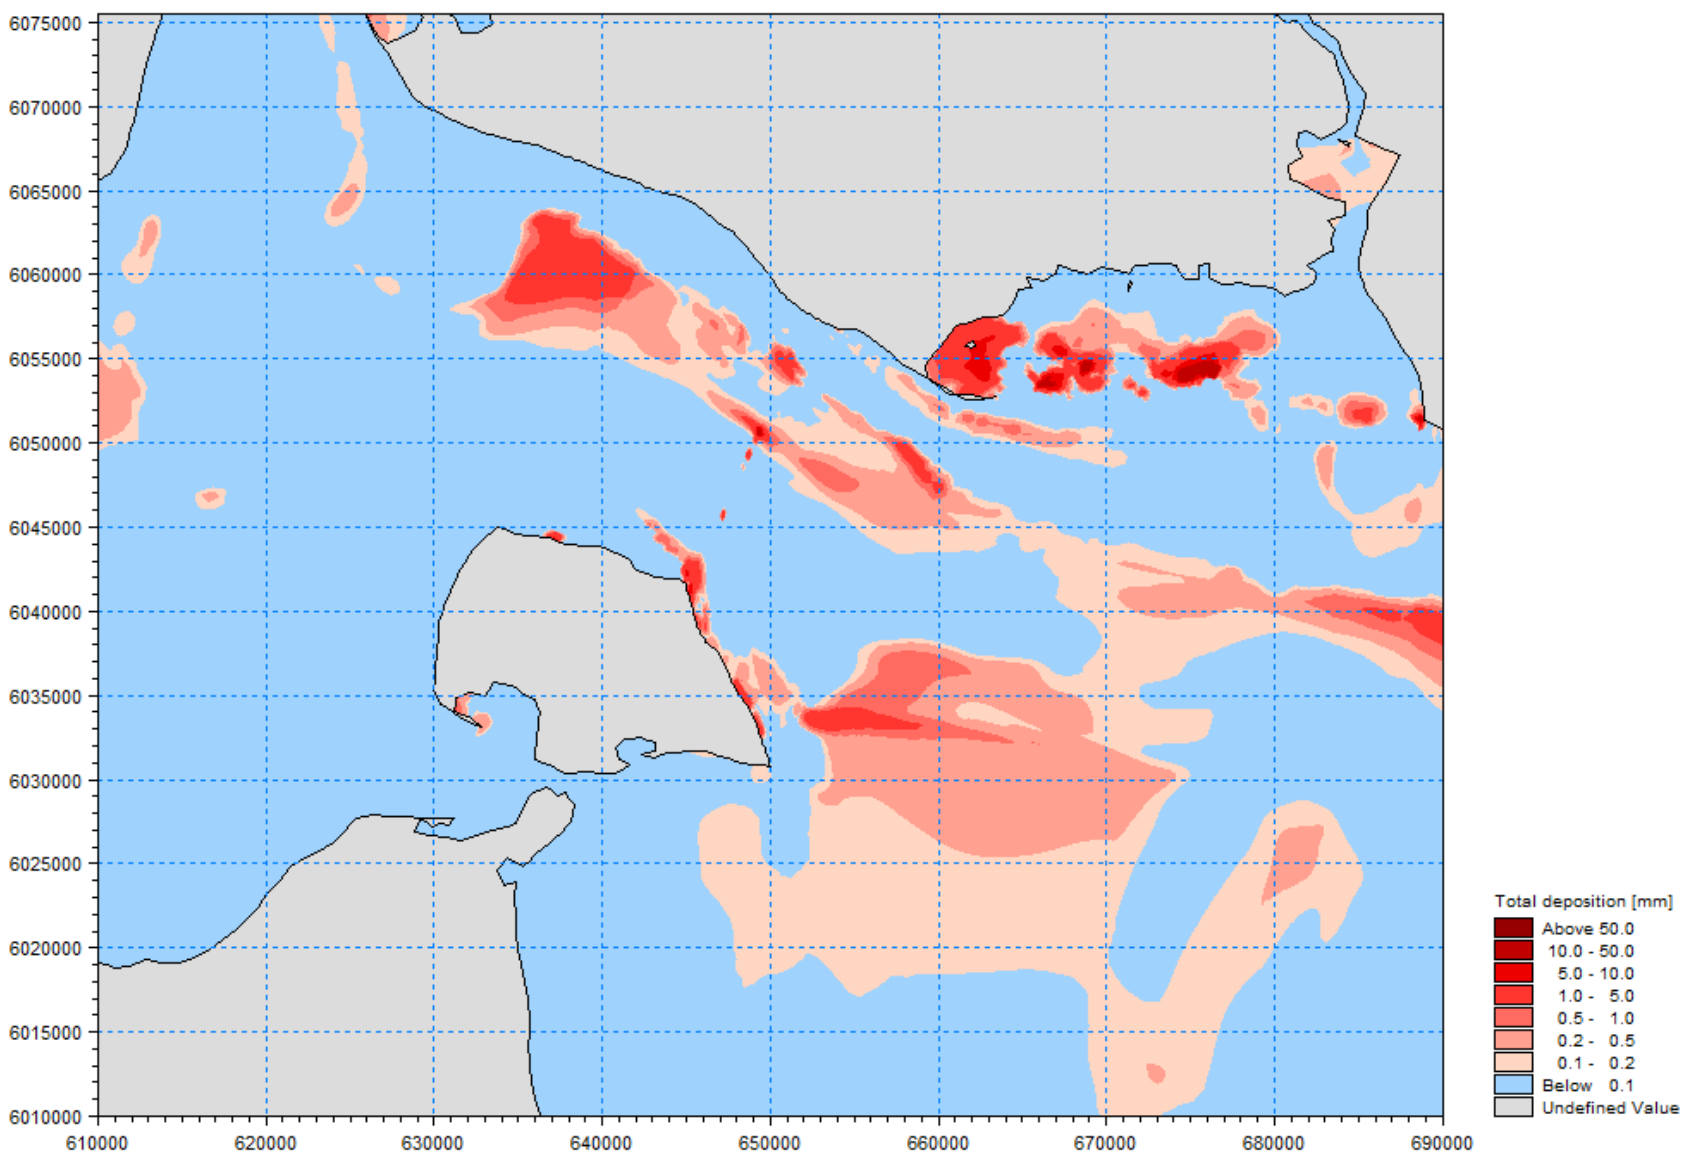 6075000
6070000
6065000
6060000
6055000
6050000
6045000
6040000
6035000
6030000
6025000
6020000
6015000
6010000
610000 620000 630000 640000 650000 660000 670000 680000 690000
Total deposition [mm]
Above 50.0
10.0 - 50.0
5.0 - 10.0
1.0 - 5.0
0.5 - 1.0
0.2 - 0.5
0.1 - 0.2
Below 0.1
Undefined Value